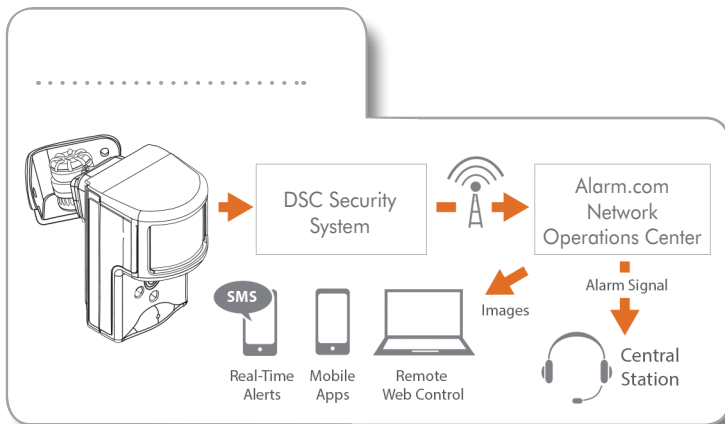 DSC Security
System
Alarm.com
Network
Operations Center
Images
Alarm Signal
SMS
Real-Time
Alerts
Mobile
Apps
Remote
Web Control
Central
Station